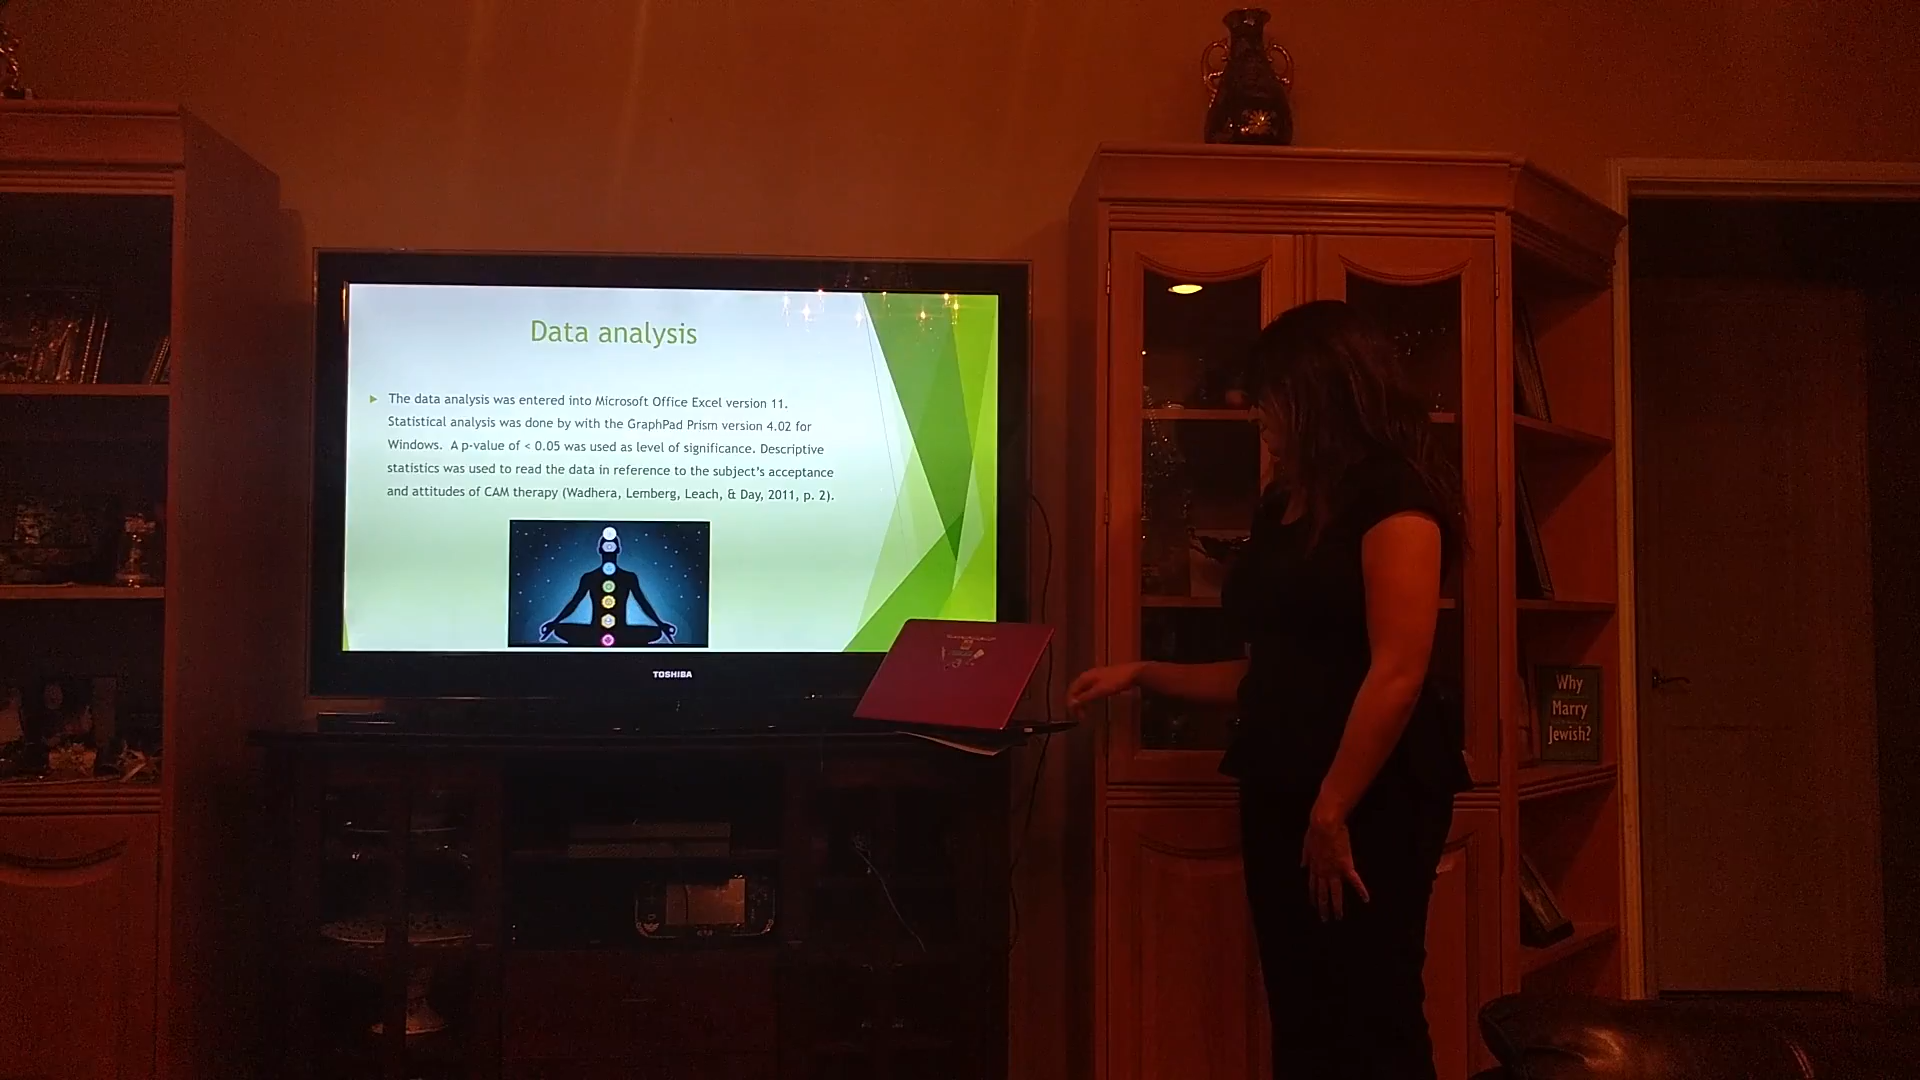 Data analysis
The data analysis was entered into Microsoft Office Excel version 11.
Statistical analysis was done by with the GraphPad Prism version 4.02 for
Windows. A p-value of < 0.05 was used as level of significance. Descriptive
statistics was used to read the data in reference to the subject's acceptance
and attitudes of CAM therapy (Wadhera, Lemberg, Leach, & Day, 2011, p. 2).
TOSHIBA
Why
Marry
Jewish?